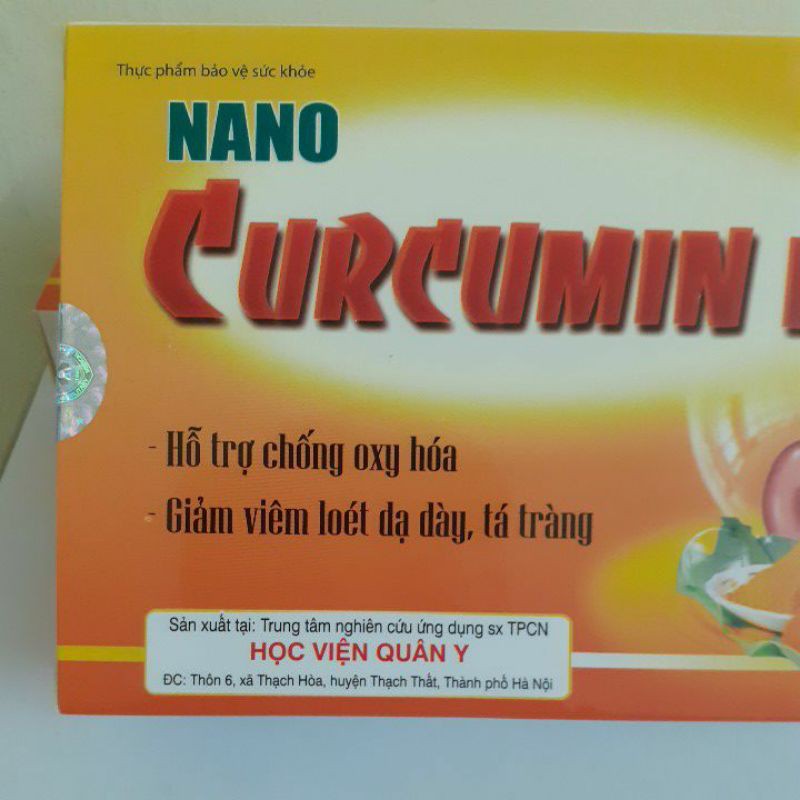 Thực phẩm bảo vệ sức khỏe
NANO
CURCUMIN
- Hỗ trợ chống oxy hóa
- Giảm viêm loét dạ dày, tá tràng
Sản xuất tại: Trung tâm nghiên cứu ứng dụng sx TPCN
HỌC VIỆN QUÂN Y
ĐC: Thôn 6, xã Thạch Hòa, huyện Thạch Thất, Thành phố Hà Nội